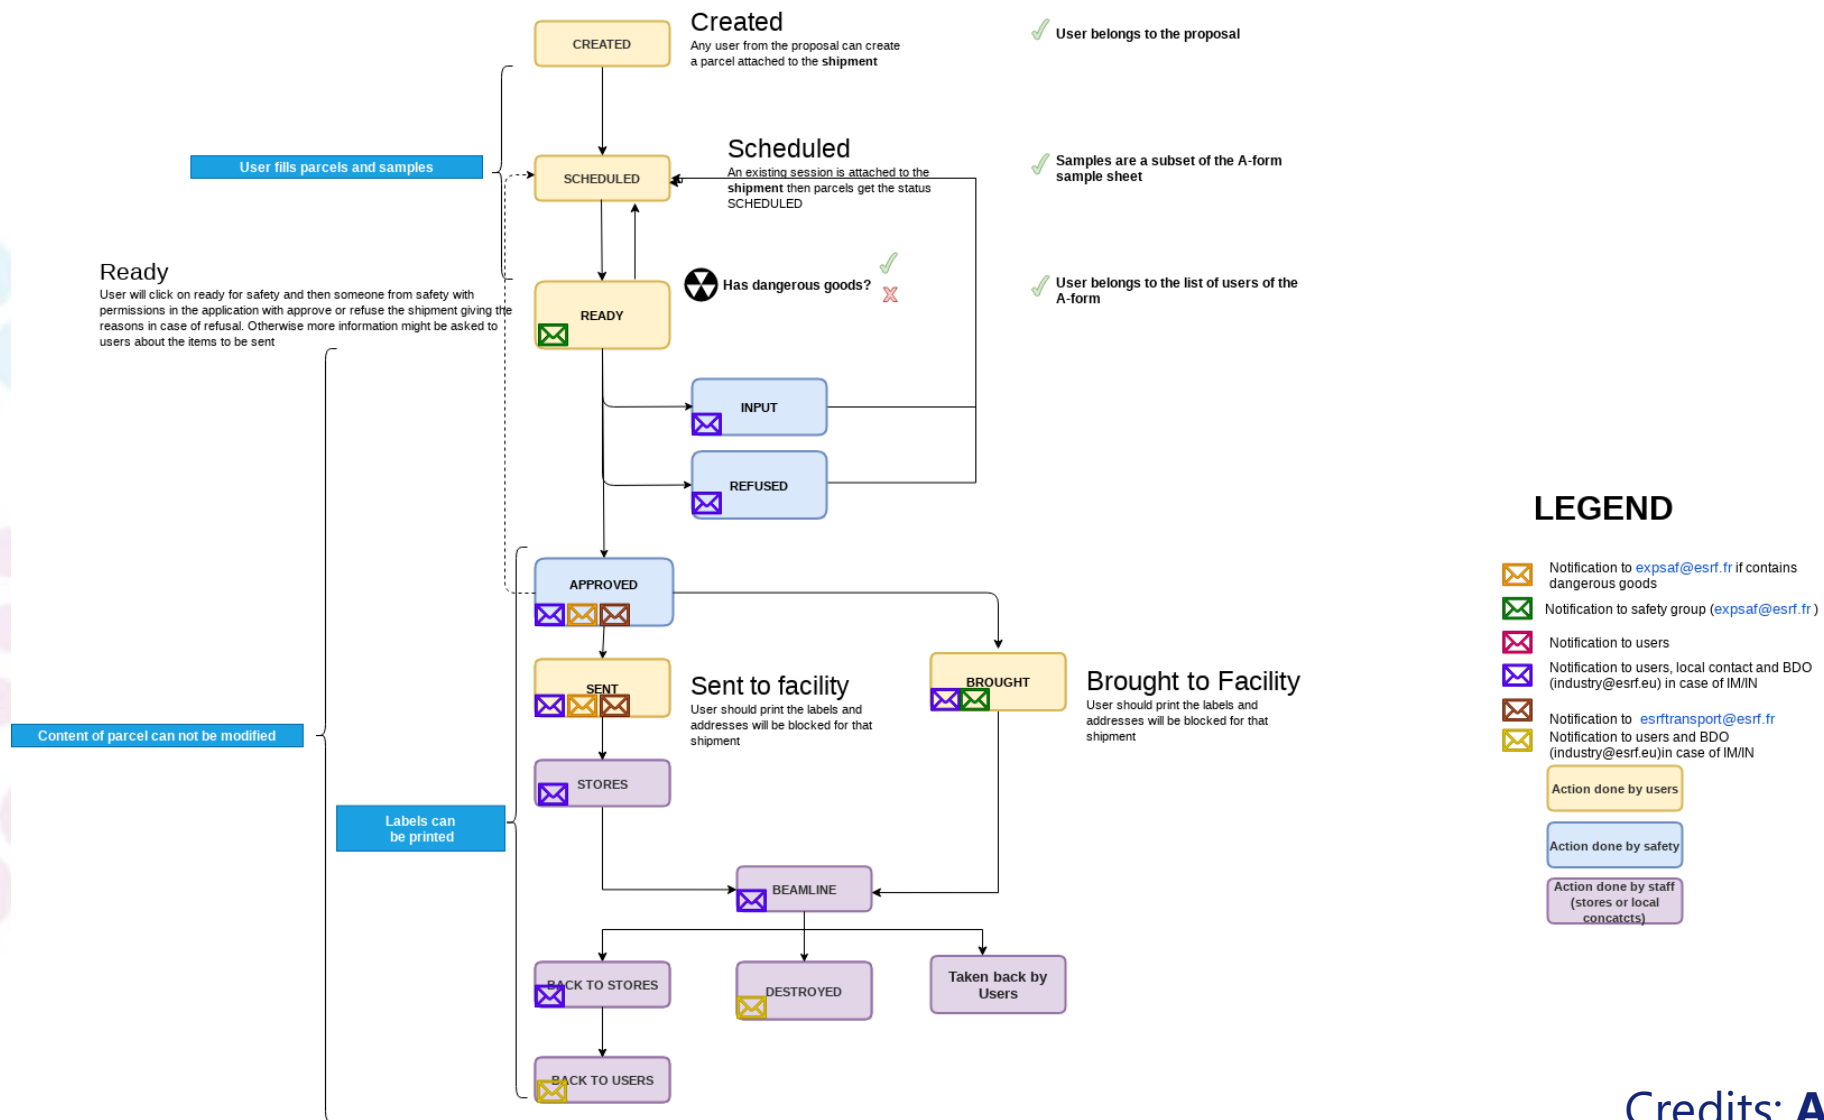 CREATED
Created
Any user from the proposal can create
a parcel attached to the shipment
User belongs to the proposal
User fills parcels and samples
SCHEDULED
Scheduled
An existing session is attached to the
shipment then parcels get the status
SCHEDULED
Samples are a subset of the A-form
sample sheet
Ready
User will click on ready for safety and then someone from safety with
permissions in the application with approve or refuse the shipment giving the
reasons in case of refusal. Otherwise more information might be asked to
users about the items to be sent
READY
Has dangerous goods?
User belongs to the list of users of the
A-form
INPUT
REFUSED
APPROVED
SENT
Sent to facility
User should print the labels and
addresses will be blocked for that
shipment
BROUGHT
Brought to Facility
User should print the labels and
addresses will be blocked for that
shipment
Content of parcel can not be modified
STORES
Labels can
be printed
BEAMLINE
BACK TO STORES
DESTROYED
Taken back by
Users
BACK TO USERS
LEGEND
Notification to expsaf@esrf.fr if contains
dangerous goods
Notification to safety group (expsaf@esrf.fr )
Notification to users
Notification to users, local contact and BDO
(industry@esrf.eu) in case of IM/IN
Notification to esrftransport@esrf.fr
Notification to users and BDO
(industry@esrf.eu)in case of IM/IN
Action done by users
Action done by safety
Action done by staff
(stores or local
concatcts)
Credits: A